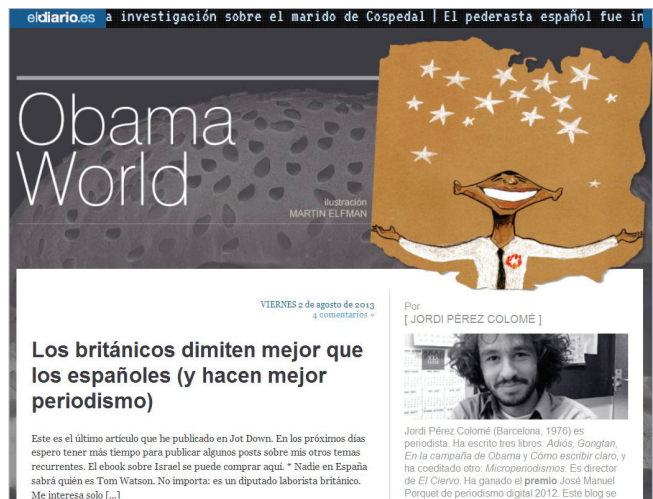 eldiario.es a investigación sobre el marido de Cospedal | El pederasta español fue in
Obama
World
ilustración
MARTÍN ELFMAN
VIERNES 2 de agosto de 2013
4 comentarios »
Los británicos dimiten mejor que
los españoles (y hacen mejor
periodismo)
Este es el último artículo que he publicado en Jot Down. En los próximos días
espero tener más tiempo para publicar algunos posts sobre mis otros temas
recurrentes. El ebook sobre Israel se puede comprar aquí. * Nadie en España
sabrá quién es Tom Watson. No importa: es un diputado laborista británico.
Me interesa solo [...]
Por
[ JORDI PÉREZ COLOMÉ ]
Jordi Pérez Colomé (Barcelona, 1976) es
periodista. Ha escrito tres libros: Adiós, Gongtan,
En la campaña de Obama y Cómo escribir claro, y
ha coeditado otro: Microperiodismos. Es director
de El Ciervo. Ha ganado el premio José Manuel
Porquet de periodismo digital 2012. Este blog se